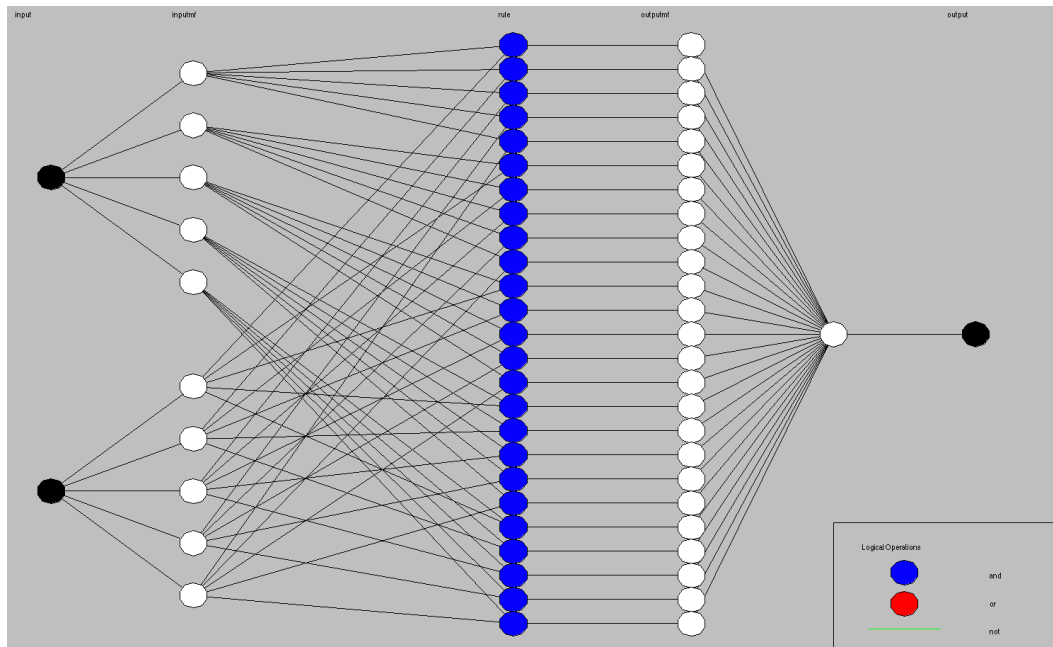 input inputmf rule outputmf output
Logical Operations
and
or
not